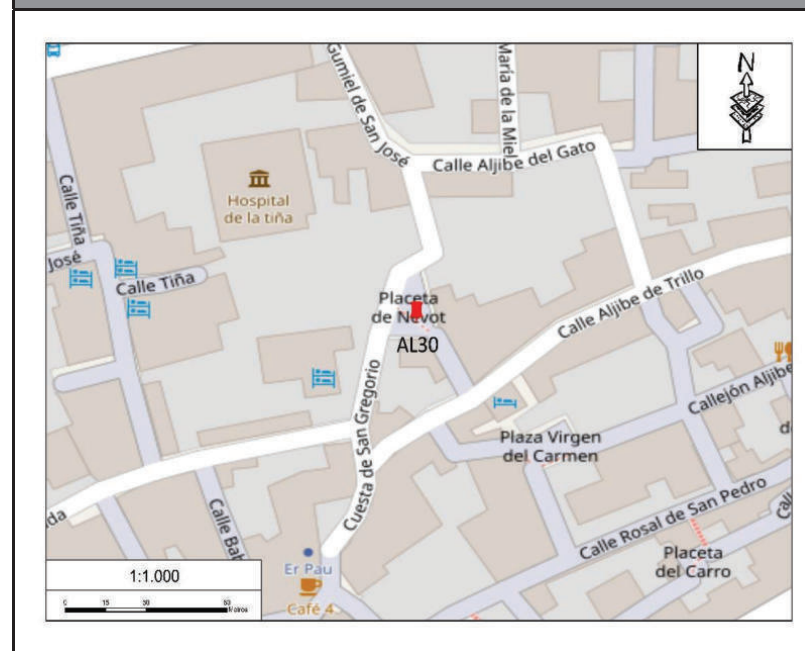 N
Gumiel de San José
María de la Miel
Calle Aljibe del Gato
Calle Tiña
Hospital
de la tiña
José
Calle Tiña
Placeta
de Nevot
AL30
Calle Aljibe de Trillo
Cuesta de San Gregorio
Callejón Aljibe
Plaza Virgen
del Carmen
Calle Rosal de San Pedro
Placeta
del Carro
Calle Bab
Er Pau
Café 4
1:1.000
0 15 30 60
Metros